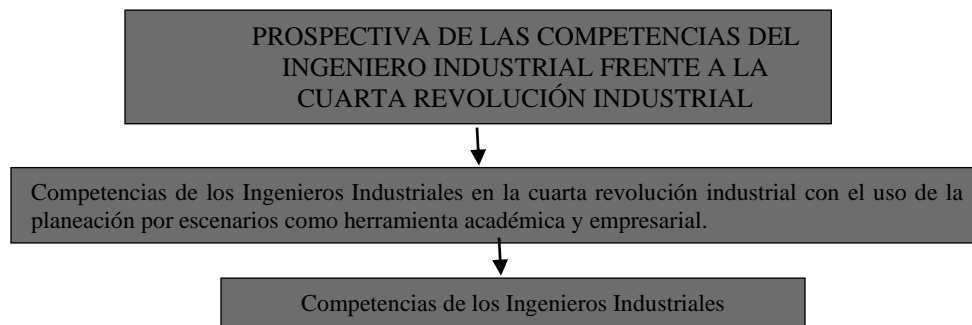 PROSPECTIVA DE LAS COMPETENCIAS DEL
INGENIERO INDUSTRIAL FRENTE A LA
CUARTA REVOLUCIÓN INDUSTRIAL
Competencias de los Ingenieros Industriales en la cuarta revolución industrial con el uso de la
planeación por escenarios como herramienta académica y empresarial.
Competencias de los Ingenieros Industriales